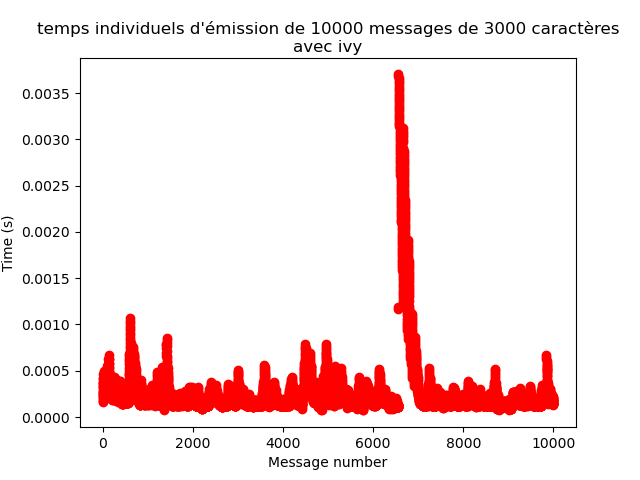 temps individuels d'émission de 10000 messages de 3000 caractères
avec ivy
0.0035
0.0030
0.0025
0.0020
0.0015
0.0010
0.0005
0.0000
Time (s)
0 2000 4000 6000 8000 10000
Message number